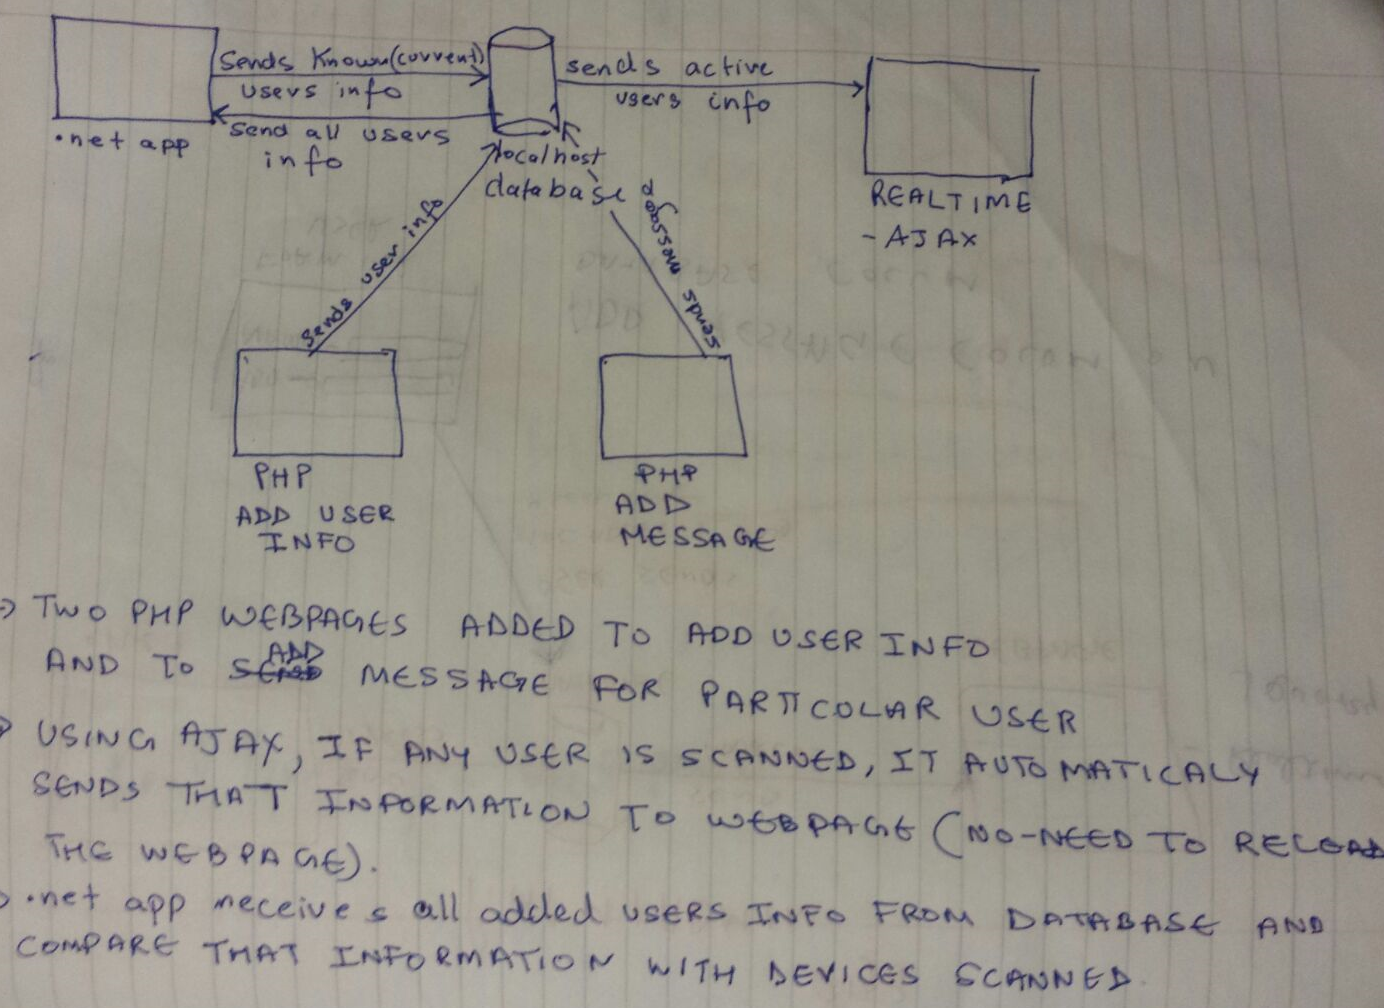 Sends Known(current)
users info
send all users
info
.net app
localhost
database
sends active
users info
REALTIME
- AJAX
Sends user info
sends message
PHP
ADD USER
INFO
PHP
ADD
MESSAGE
→ TWO PHP WEBPAGES ADDED TO ADD USER INFO
AND TO ADD MESSAGE FOR PARTICOLAR USER
→ USING AJAX, IF ANY USER IS SCANNED, IT AUTOMATICALY
SENDS THAT INFORMATION TO WEBPAGE (NO-NEED TO RELOAD
THE WEBPAGE).
→ .net app receives all added USERS INFO FROM DATABASE AND
COMPARE THAT INFORMATION WITH DEVICES SCANNED.